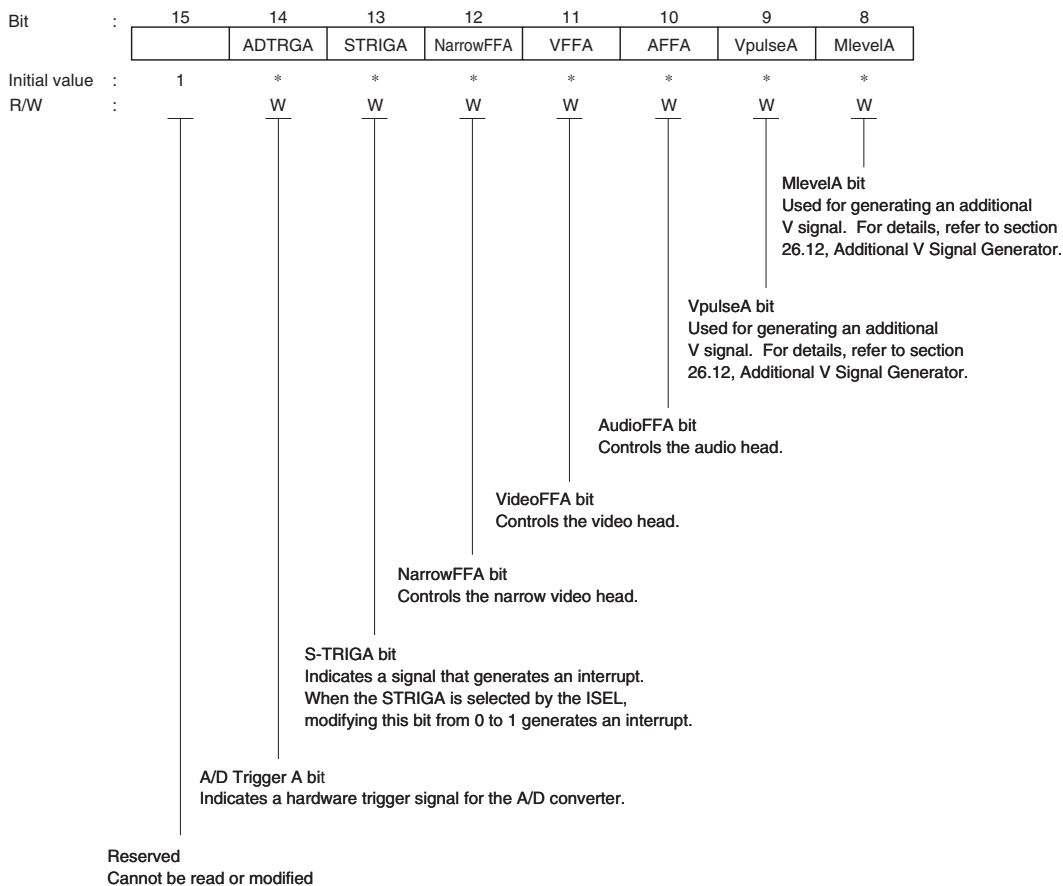 Bit : 15 14 13 12 11 10 9 8
ADTRGA STRIGA NarrowFFA VFFA AFFA VpulseA MlevelA
Initial value : 1 * * * * * * *
R/W : W W W W W W W
MlevelA bit
Used for generating an additional
V signal. For details, refer to section
26.12, Additional V Signal Generator.
VpulseA bit
Used for generating an additional
V signal. For details, refer to section
26.12, Additional V Signal Generator.
AudioFFA bit
Controls the audio head.
VideoFFA bit
Controls the video head.
NarrowFFA bit
Controls the narrow video head.
S-TRIGA bit
Indicates a signal that generates an interrupt.
When the STRIGA is selected by the ISEL,
modifying this bit from 0 to 1 generates an interrupt.
A/D Trigger A bit
Indicates a hardware trigger signal for the A/D converter.
Reserved
Cannot be read or modified